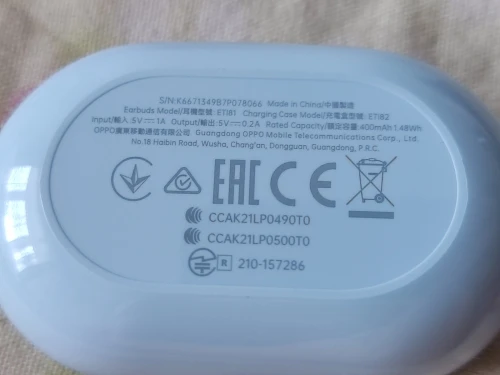 S/N:K6671349B7P078066 Made in China/中國製造
Earbuds Model/耳機型號: ETI81 Charging Case Model/充電盒型號: ETI82
Input/輸入:5V⎓1A Output/輸出:5V⎓0.2A Rated Capacity/額定容量:400mAh1.48Wh
OPPO廣東移動通信有限公司 Guangdong OPPO Mobile Telecommunications Corp., Ltd.
No.18 Haibin Road, Wusha, Chang'an, Dongguan, Guangdong, P.R.C.
EAC CE
CCAK21LP0490T0
CCAK21LP0500T0
R 210-157286